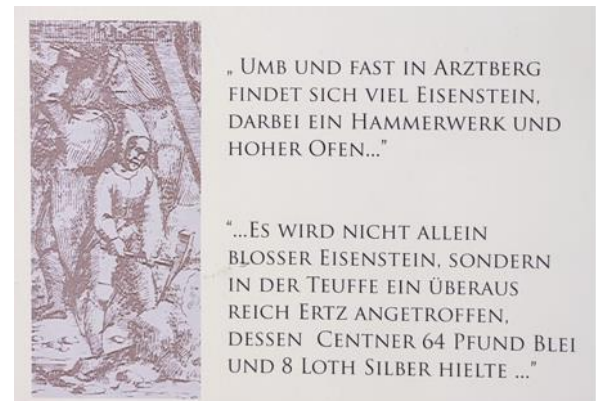 „ Umb und fast in Arztberg
findet sich viel Eisenstein,
darbei ein Hammerwerk und
hoher Ofen...”
“...Es wird nicht allein
blosser Eisenstein, sondern
in der Teuffe ein überaus
reich Ertz angetroffen,
dessen Centner 64 Pfund Blei
und 8 Loth Silber hielte ...”